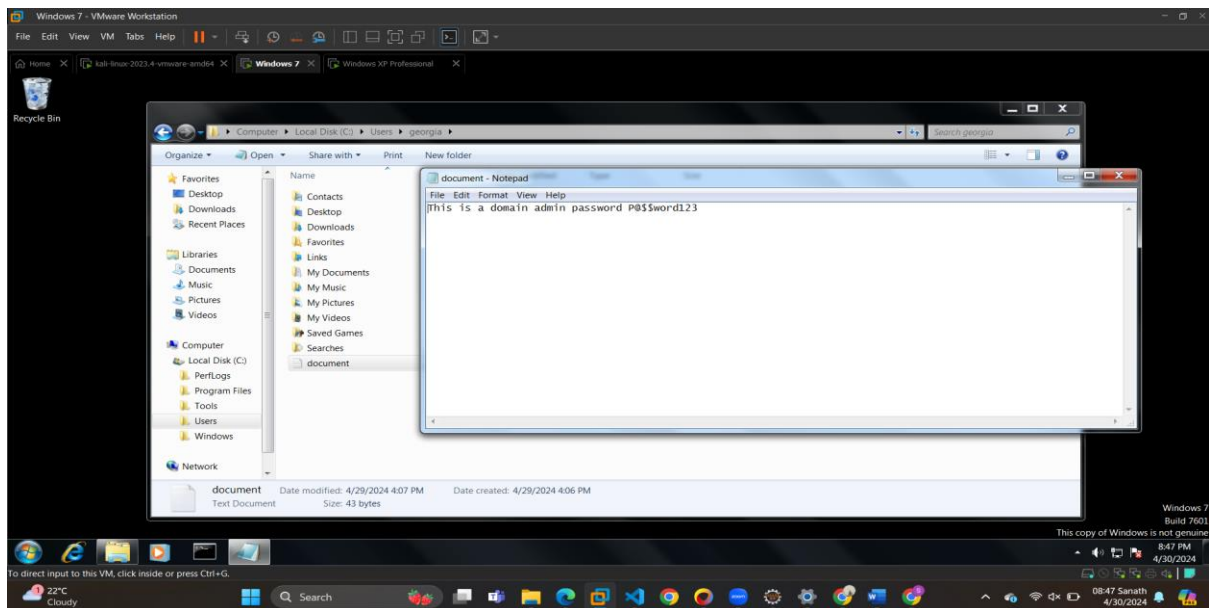 Windows 7 - VMware Workstation
File Edit View VM Tabs Help
Home kali-linux-2023.4-vmware-amd64 Windows 7 Windows XP Professional
Recycle Bin
Computer Local Disk (C:) Users georgia Search georgia
Organize Open Share with Print New folder
Favorites
Desktop
Downloads
Recent Places
Libraries
Documents
Music
Pictures
Videos
Computer
Local Disk (C:)
PerfLogs
Program Files
Tools
Users
Windows
Network
Name
Contacts
Desktop
Downloads
Favorites
Links
My Documents
My Music
My Pictures
My Videos
Saved Games
Searches
document
document - Notepad
File Edit Format View Help
This is a domain admin password P0$$word123
document Date modified: 4/29/2024 4:07 PM Date created: 4/29/2024 4:06 PM
Text Document Size: 43 bytes
Windows 7
Build 7601
This copy of Windows is not genuine
8:47 PM
4/30/2024
To direct input to this VM, click inside or press Ctrl+G.
22°C
Cloudy
Search
08:47 Sanath
4/30/2024